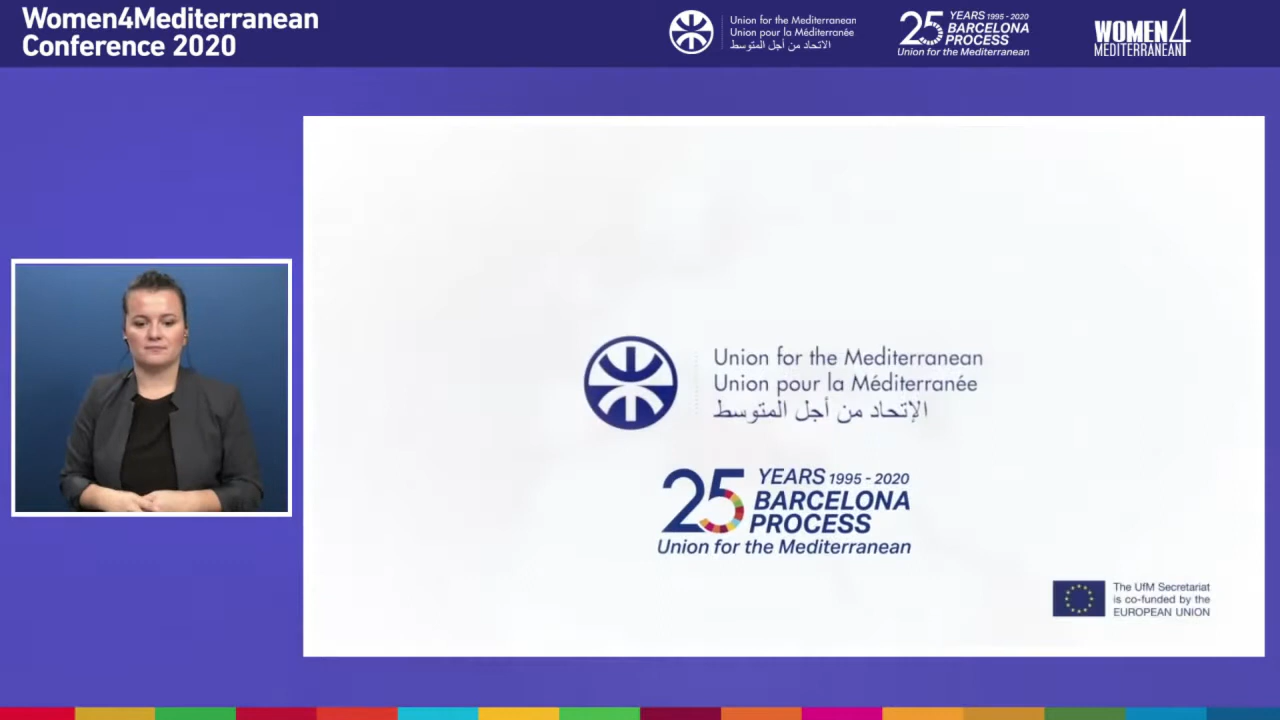 Women4Mediterranean
Conference 2020
Union for the Mediterranean
Union pour la Méditerranée
الاتحاد من أجل المتوسط
25 YEARS 1995 - 2020
BARCELONA
PROCESS
Union for the Mediterranean
WOMEN4
MEDITERRANEAN
Union for the Mediterranean
Union pour la Méditerranée
الإتحاد من أجل المتوسط
25 YEARS 1995 - 2020
BARCELONA
PROCESS
Union for the Mediterranean
The UfM Secretariat
is co-funded by the
EUROPEAN UNION